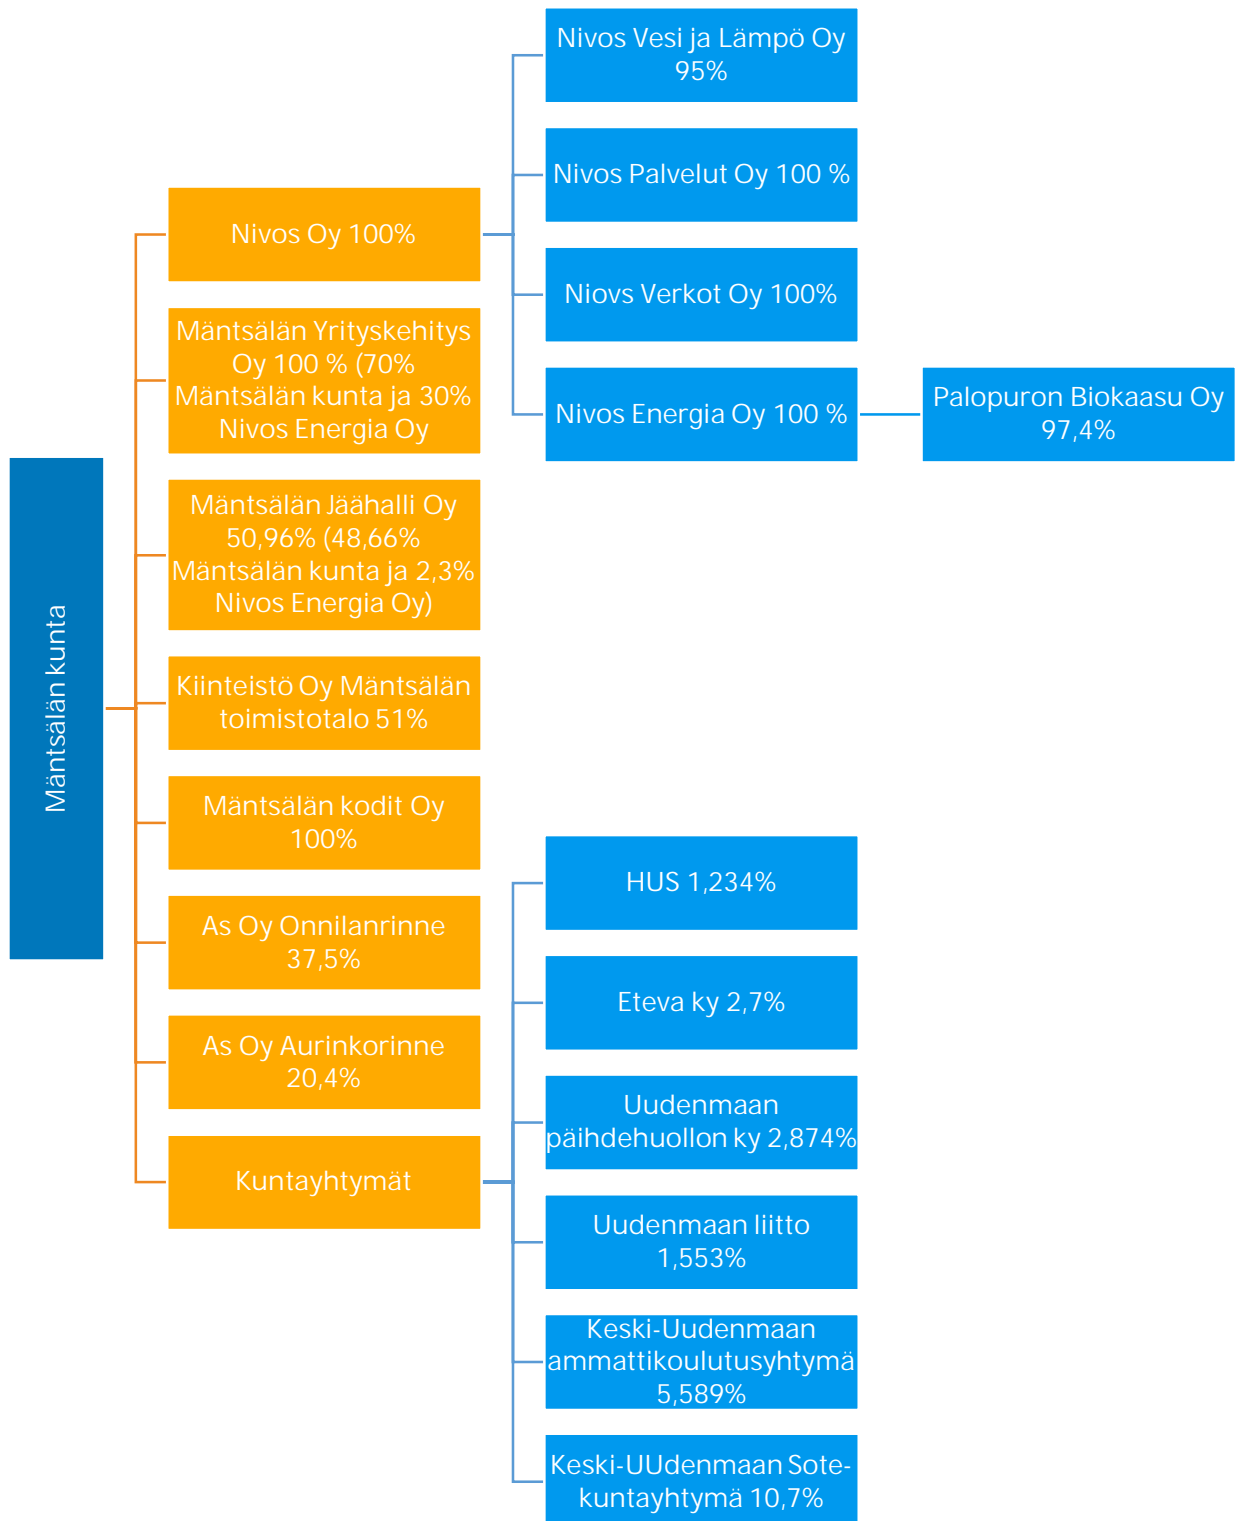 Mäntsälän kunta
Nivos Oy 100%
Mäntsälän Yrityskehitys
Oy 100 % (70%
Mäntsälän kunta ja 30%
Nivos Energia Oy
Mäntsälän Jäähalli Oy
50,96% (48,66%
Mäntsälän kunta ja 2,3%
Nivos Energia Oy)
Kiinteistö Oy Mäntsälän
toimistotalo 51%
Mäntsälän kodit Oy
100%
As Oy Onnilanrinne
37,5%
As Oy Aurinkorinne
20,4%
Kuntayhtymät
Nivos Vesi ja Lämpö Oy
95%
Nivos Palvelut Oy 100 %
Niovs Verkot Oy 100%
Nivos Energia Oy 100 %
Palopuron Biokaasu Oy
97,4%
HUS 1,234%
Eteva ky 2,7%
Uudenmaan
päihdehuollon ky 2,874%
Uudenmaan liitto
1,553%
Keski-Uudenmaan
ammattikoulutusyhtymä
5,589%
Keski-UUdenmaan Sote-
kuntayhtymä 10,7%